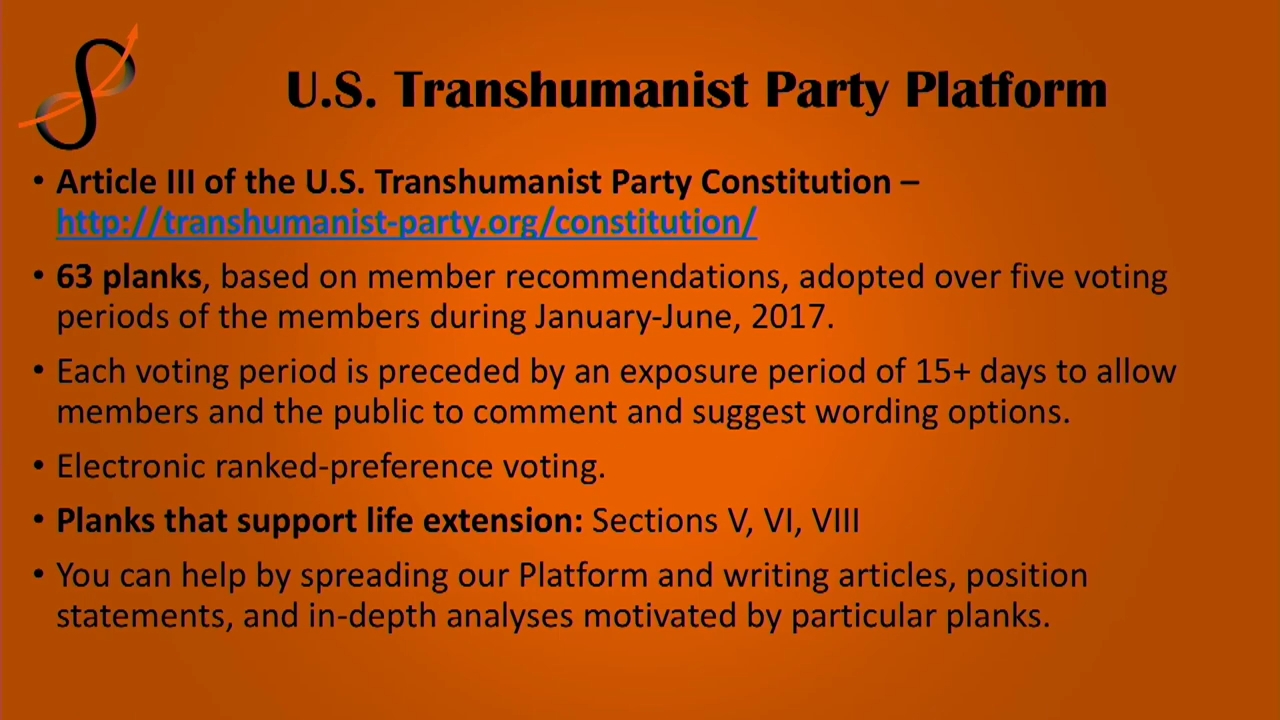 U.S. Transhumanist Party Platform
• Article III of the U.S. Transhumanist Party Constitution –
http://transhumanist-party.org/constitution/
• 63 planks, based on member recommendations, adopted over five voting
periods of the members during January-June, 2017.
• Each voting period is preceded by an exposure period of 15+ days to allow
members and the public to comment and suggest wording options.
• Electronic ranked-preference voting.
• Planks that support life extension: Sections V, VI, VIII
• You can help by spreading our Platform and writing articles, position
statements, and in-depth analyses motivated by particular planks.